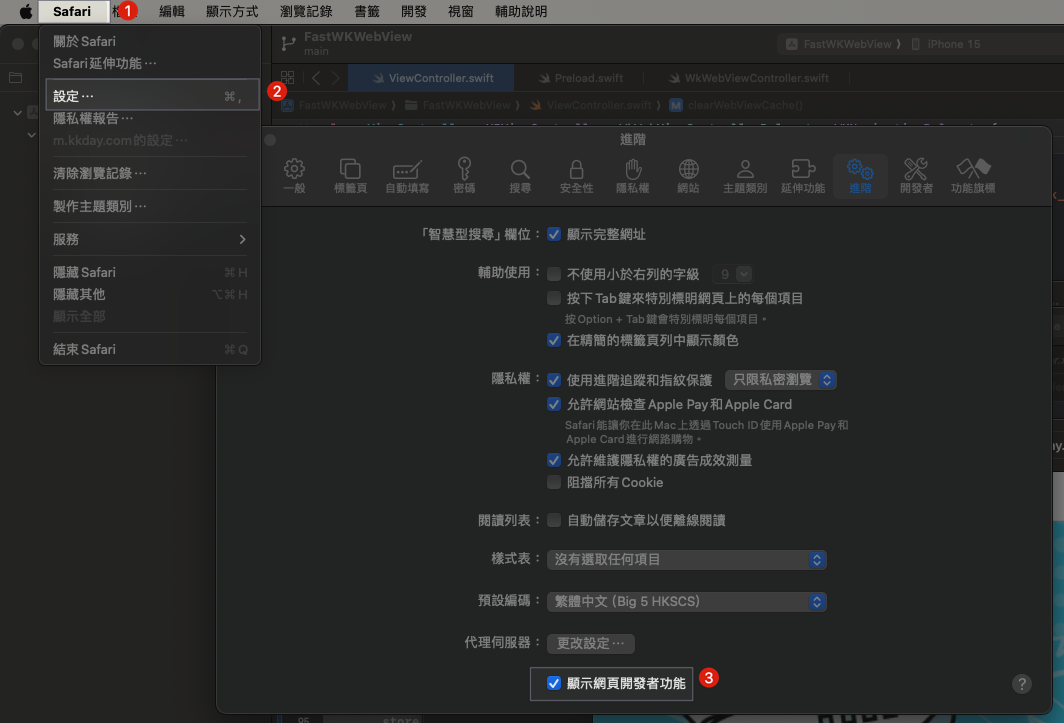 Safari
1
編輯
顯示方式
瀏覽記錄
書籤
開發
視窗
輔助說明
關於 Safari
Safari 延伸功能⋯
設定⋯
⌘ ,
2
隱私權報告⋯
m.kkday.com 的設定⋯
清除瀏覽記錄⋯
製作主題類別⋯
服務
隱藏 Safari
⌘ H
隱藏其他
⌥ ⌘ H
顯示全部
結束 Safari
⌘ Q
FastWKWebView
main
FastWKWebView
iPhone 15
ViewController.swift
Preload.swift
WkWebViewController.swift
FastWKWebView
FastWKWebView
ViewController.swift
M
clearWebViewCache()
進階
一般
標籤頁
自動填寫
密碼
搜尋
安全性
隱私權
網站
主題類別
延伸功能
進階
開發者
功能旗標
「智慧型搜尋」欄位：
顯示完整網址
輔助使用：
不使用小於右列的字級
9
按下 Tab 鍵來特別標明網頁上的每個項目
按 Option + Tab 鍵會特別標明每個項目。
在精簡的標籤頁列中顯示顏色
隱私權：
使用進階追蹤和指紋保護
只限私密瀏覽
允許網站檢查 Apple Pay 和 Apple Card
Safari 能讓你在此 Mac 上透過 Touch ID 使用 Apple Pay 和
Apple Card 進行網路購物。
允許維護隱私權的廣告成效測量
阻擋所有 Cookie
閱讀列表：
自動儲存文章以便離線閱讀
樣式表：
沒有選取任何項目
預設編碼：
繁體中文 (Big 5 HKSCS)
代理伺服器：
更改設定⋯
顯示網頁開發者功能
3
?
95
store